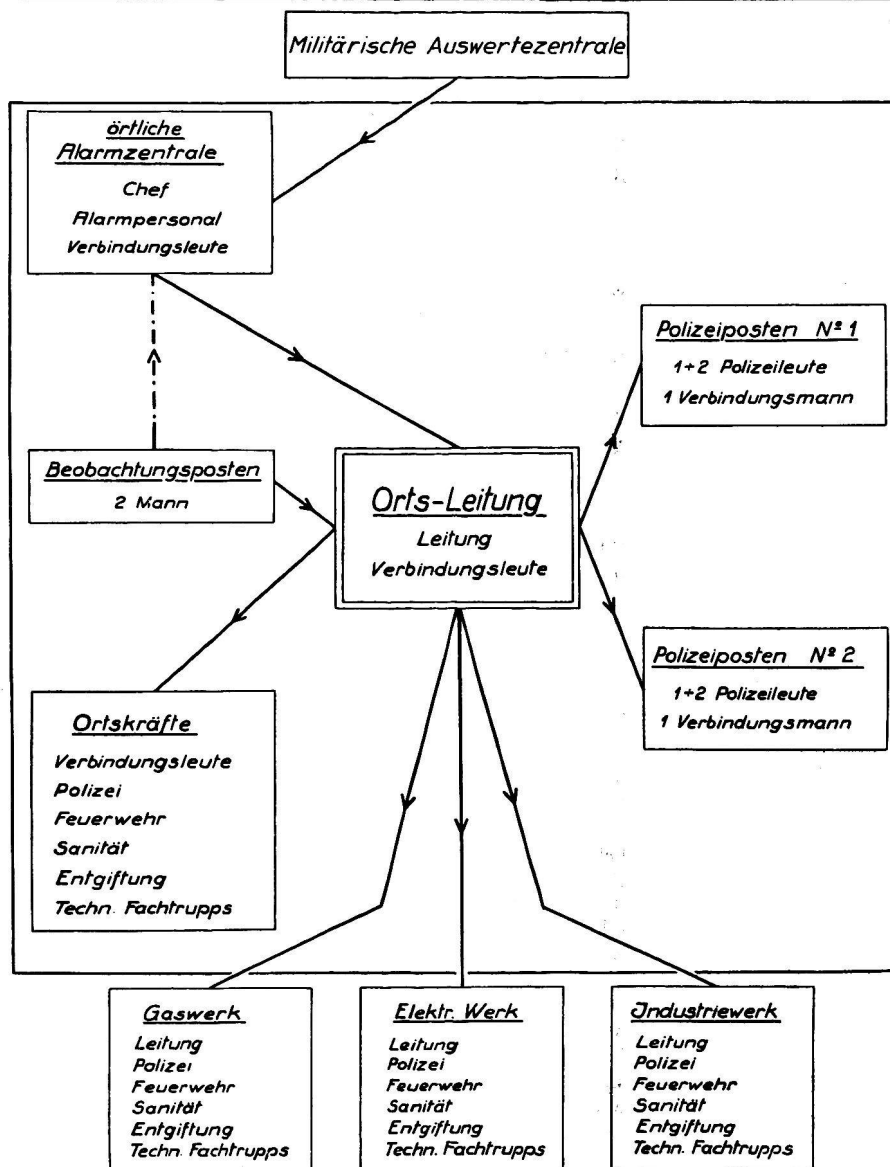 Militärische Auswertezentrale
örtliche
Alarmzentrale
Chef
Alarmpersonal
Verbindungsleute
Polizeiposten Nº 1
1+2 Polizeileute
1 Verbindungsmann
Beobachtungsposten
2 Mann
Orts-Leitung
Leitung
Verbindungsleute
Polizeiposten Nº 2
1+2 Polizeileute
1 Verbindungsmann
Ortskräfte
Verbindungsleute
Polizei
Feuerwehr
Sanität
Entgiftung
Techn. Fachtrupps
Gaswerk
Leitung
Polizei
Feuerwehr
Sanität
Entgiftung
Techn. Fachtrupps
Elektr. Werk
Leitung
Polizei
Feuerwehr
Sanität
Entgiftung
Techn. Fachtrupps
Industriewerk
Leitung
Polizei
Feuerwehr
Sanität
Entgiftung
Techn. Fachtrupps